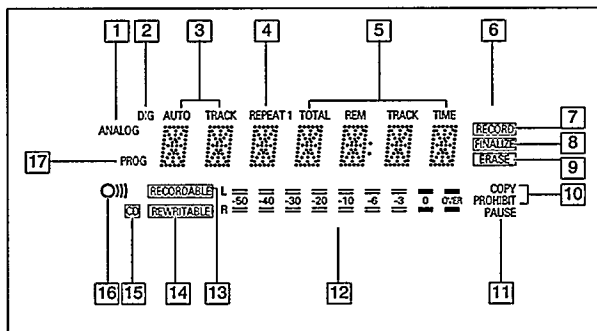 1 2 3 4 5 6
DIG AUTO TRACK REPEAT 1 TOTAL REM TRACK TIME
ANALOG
RECORD 7
FINALIZE 8
17 PROG
ERASE 9
RECORDABLE L
COPY
-50 -40 -30 -20 -10 -6 -3 0 OVER
PROHIBIT 10
CD REWRITABLE R
PAUSE
16 15 14 13 12 11